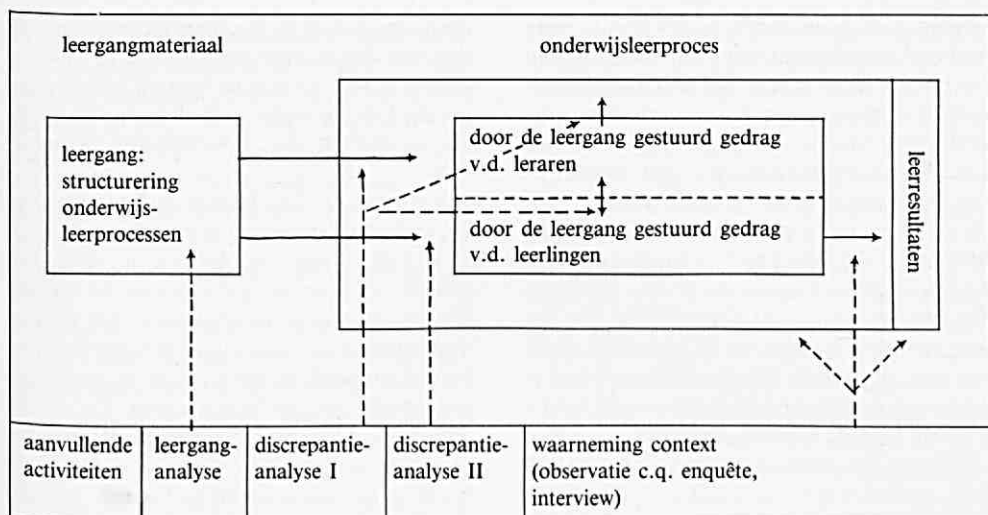 leergangmateriaal
onderwijsleerproces
leergang:
structurering
onderwijs-
leerprocessen
door de leergang gestuurd gedrag
v.d. leraren
door de leergang gestuurd gedrag
v.d. leerlingen
leerresultaten
aanvullende
activiteiten
leergang-
analyse
discrepantie-
analyse I
discrepantie-
analyse II
waarneming context
(observatie c.q. enquête,
interview)